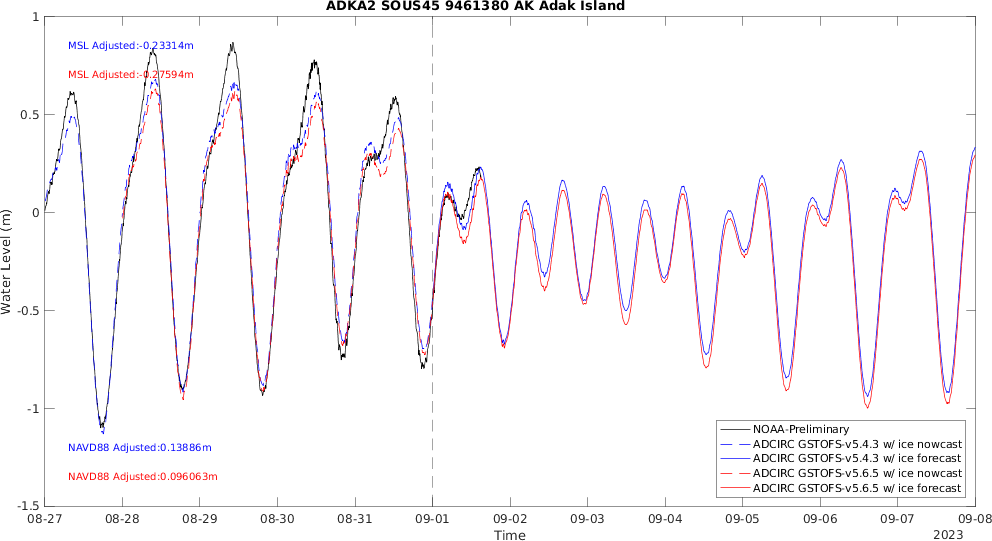 ADKA2 SOUS45 9461380 AK Adak Island
1
0.5
0
-0.5
-1
-1.5
Water Level (m)
MSL Adjusted:-0.23314m
MSL Adjusted:-0.27594m
NAVD88 Adjusted:0.13886m
NAVD88 Adjusted:0.096063m
NOAA-Preliminary
ADCIRC GSTOFS-v5.4.3 w/ ice nowcast
ADCIRC GSTOFS-v5.4.3 w/ ice forecast
ADCIRC GSTOFS-v5.6.5 w/ ice nowcast
ADCIRC GSTOFS-v5.6.5 w/ ice forecast
08-27 08-28 08-29 08-30 08-31 09-01 09-02 09-03 09-04 09-05 09-06 09-07 09-08
Time
2023